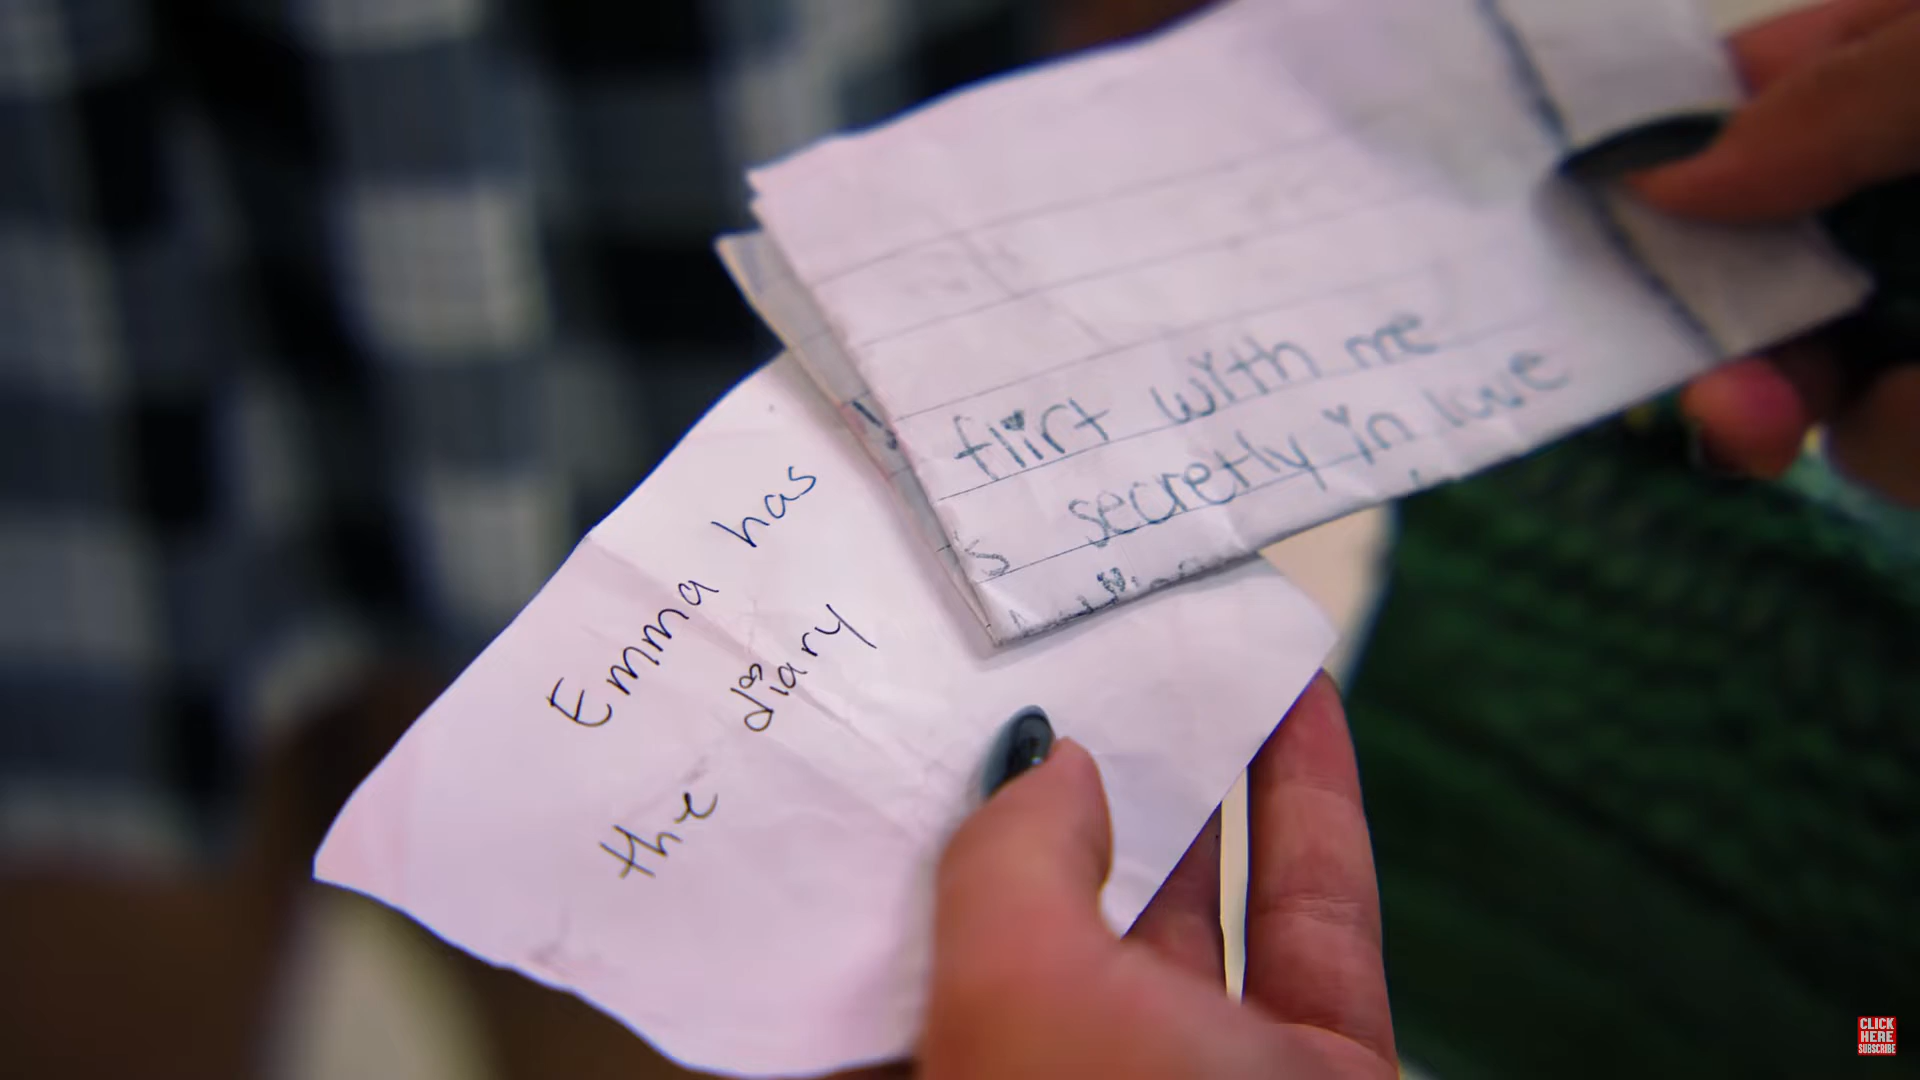 flirt with me
's secretly in love
Emma has
the diary
CLICK
HERE
SUBSCRIBE